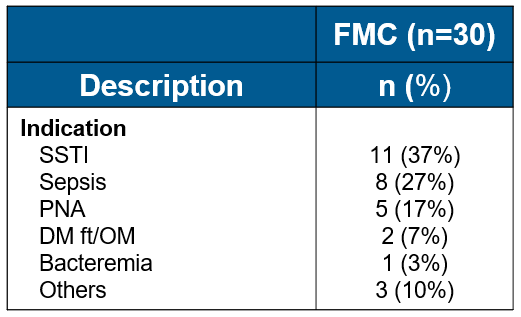 FMC (n=30)
Description n (%)
Indication
SSTI 11 (37%)
Sepsis 8 (27%)
PNA 5 (17%)
DM ft/OM 2 (7%)
Bacteremia 1 (3%)
Others 3 (10%)